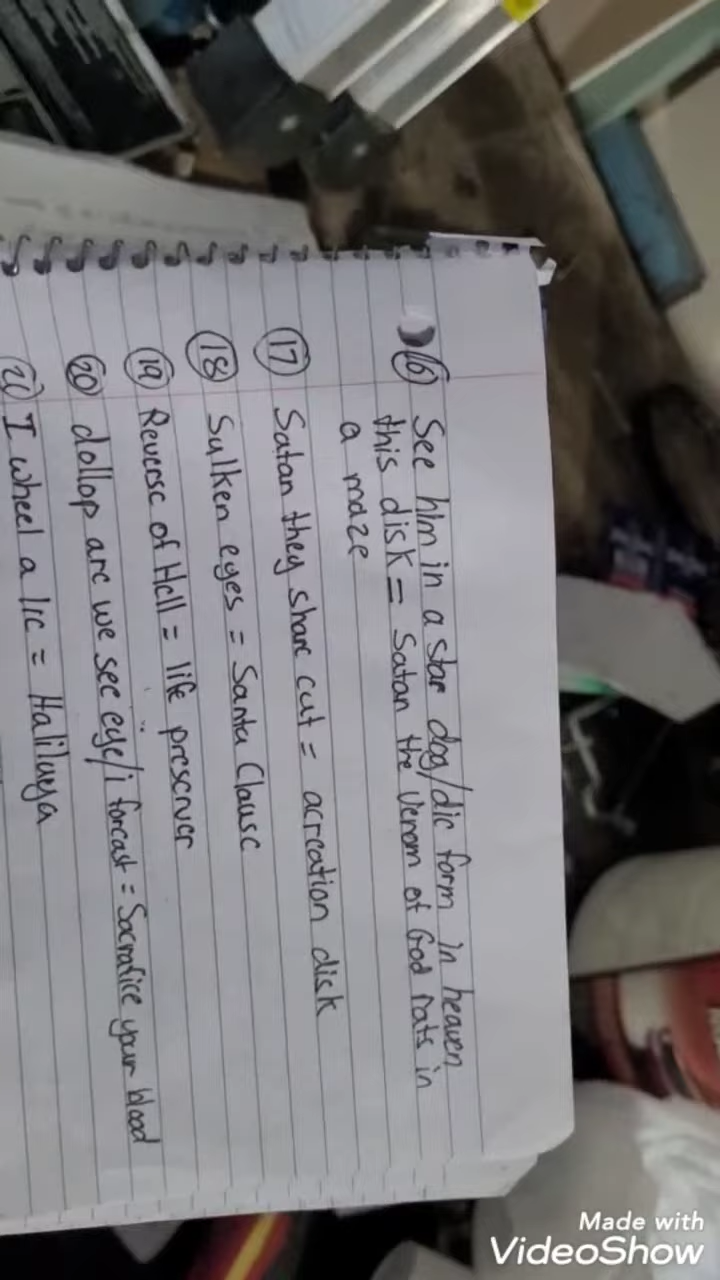 16 See him in a star dog/die form in heaven
this disk = Satan the Venom of God rats in
a maze
17 Satan they share cut = acreation disk
18 Sulken eyes = Santa Clause
19 Reverse of Hell = life preserver
20 dollop are we see eye/i forcast = Sacrafice your blood
21 I wheel a lie = Halilueya
Made with
VideoShow